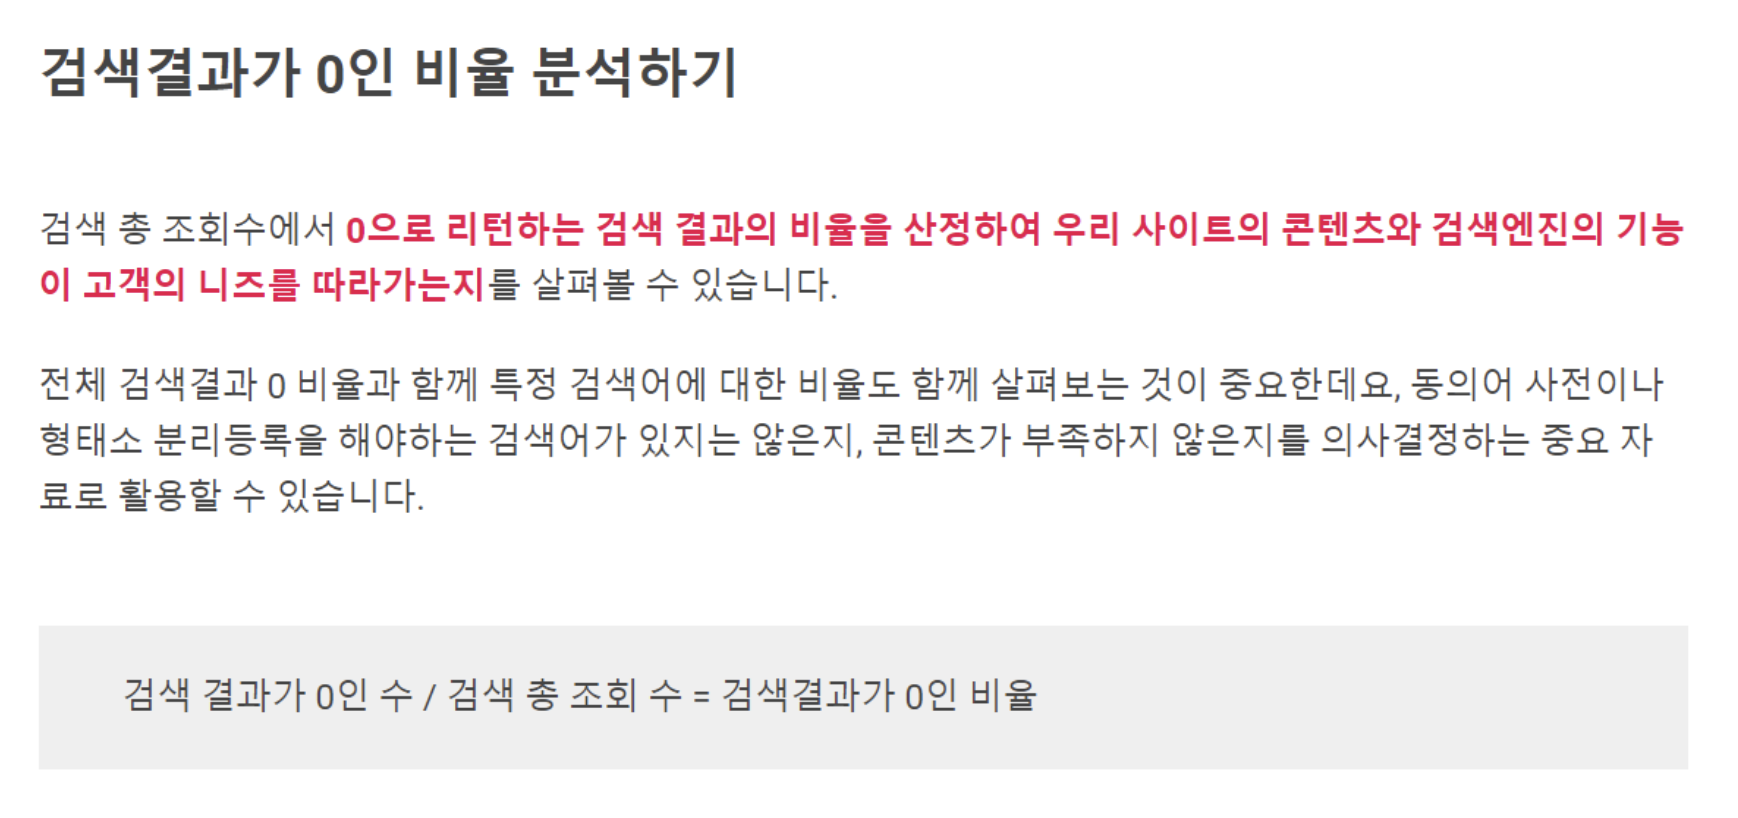 검색결과가 0인 비율 분석하기
검색 총 조회수에서 0으로 리턴하는 검색 결과의 비율을 산정하여 우리 사이트의 콘텐츠와 검색엔진의 기능
이 고객의 니즈를 따라가는지를 살펴볼 수 있습니다.
전체 검색결과 0 비율과 함께 특정 검색어에 대한 비율도 함께 살펴보는 것이 중요한데요, 동의어 사전이나
형태소 분리등록을 해야하는 검색어가 있지는 않은지, 콘텐츠가 부족하지 않은지를 의사결정하는 중요 자
료로 활용할 수 있습니다.
검색 결과가 0인 수 / 검색 총 조회 수 = 검색결과가 0인 비율